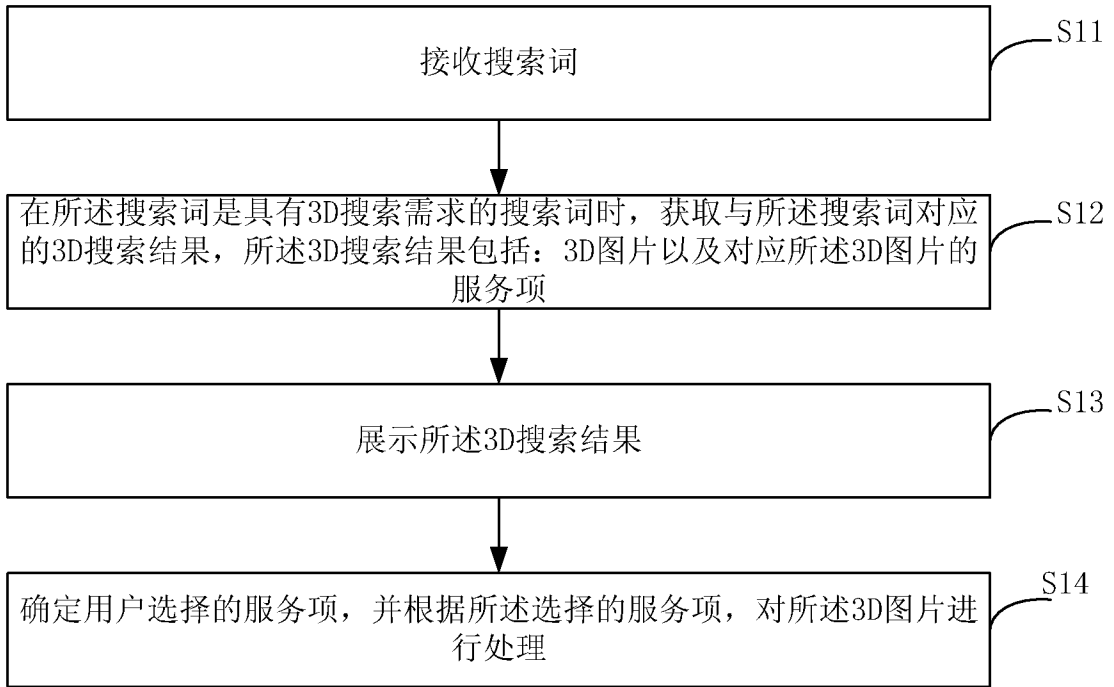 接收搜索词
S11
在所述搜索词是具有3D搜索需求的搜索词时，获取与所述搜索词对应
的3D搜索结果，所述3D搜索结果包括：3D图片以及对应所述3D图片的
服务项
S12
展示所述3D搜索结果
S13
确定用户选择的服务项，并根据所述选择的服务项，对所述3D图片进
行处理
S14